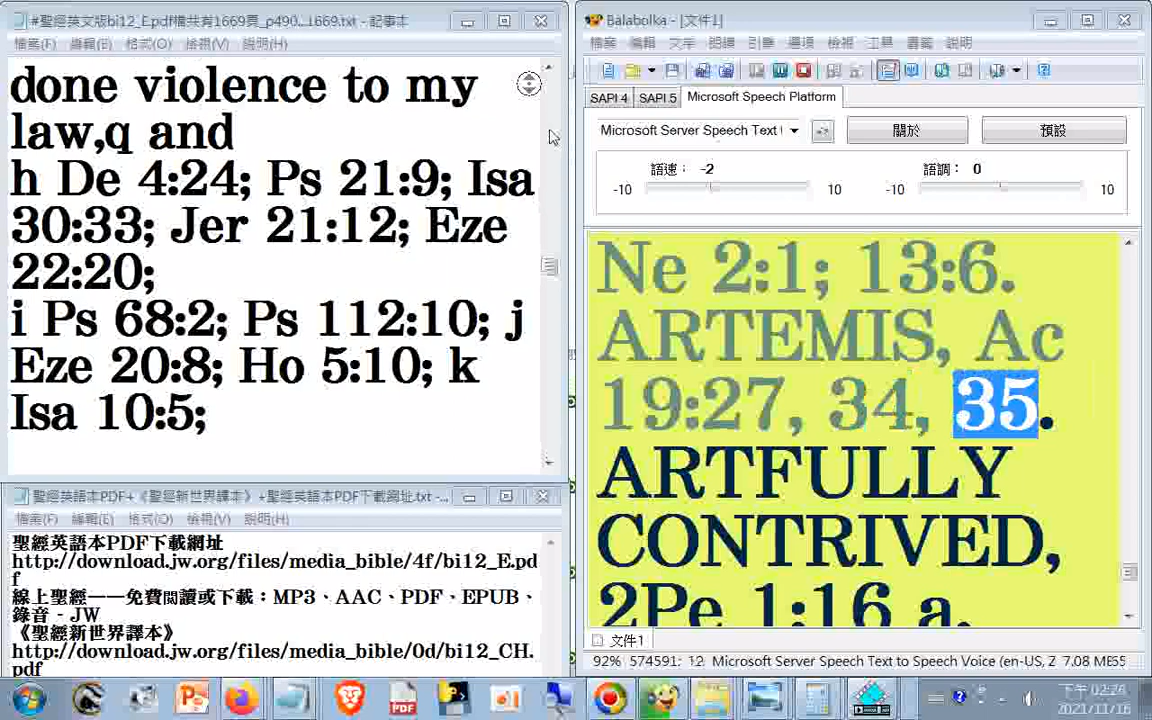 #聖經英文版bi12_E.pdf檔共有1669頁_p490...1669.txt - 記事本
檔案(F) 編輯(E) 格式(O) 檢視(V) 說明(H)
done violence to my
law,q and
h De 4:24; Ps 21:9; Isa
30:33; Jer 21:12; Eze
22:20;
i Ps 68:2; Ps 112:10; j
Eze 20:8; Ho 5:10; k
Isa 10:5;
聖經英語本PDF+《聖經新世界譯本》+聖經英語本PDF下載網址.txt -...
檔案(F) 編輯(E) 格式(O) 檢視(V) 說明(H)
聖經英語本PDF下載網址
http://download.jw.org/files/media_bible/4f/bi12_E.pd
f
線上聖經——免費閱讀或下載：MP3、AAC、PDF、EPUB、
錄音 - JW
《聖經新世界譯本》
http://download.jw.org/files/media_bible/0d/bi12_CH.
pdf
Balabolka - [文件1]
檔案 編輯 文字 朗讀 引擎 選項 檢視 工具 書籤 說明
SAPI 4 SAPI 5 Microsoft Speech Platform
Microsoft Server Speech Text 關於 預設
語速： -2 語調： 0
-10 10 -10 10
Ne 2:1; 13:6.
ARTEMIS, Ac
19:27, 34, 35.
ARTFULLY
CONTRIVED,
2Pe 1:16 a.
文件1
92% 574591: 12 Microsoft Server Speech Text to Speech Voice (en-US, Z 7.08 ME
下午 02:24
2021/11/16